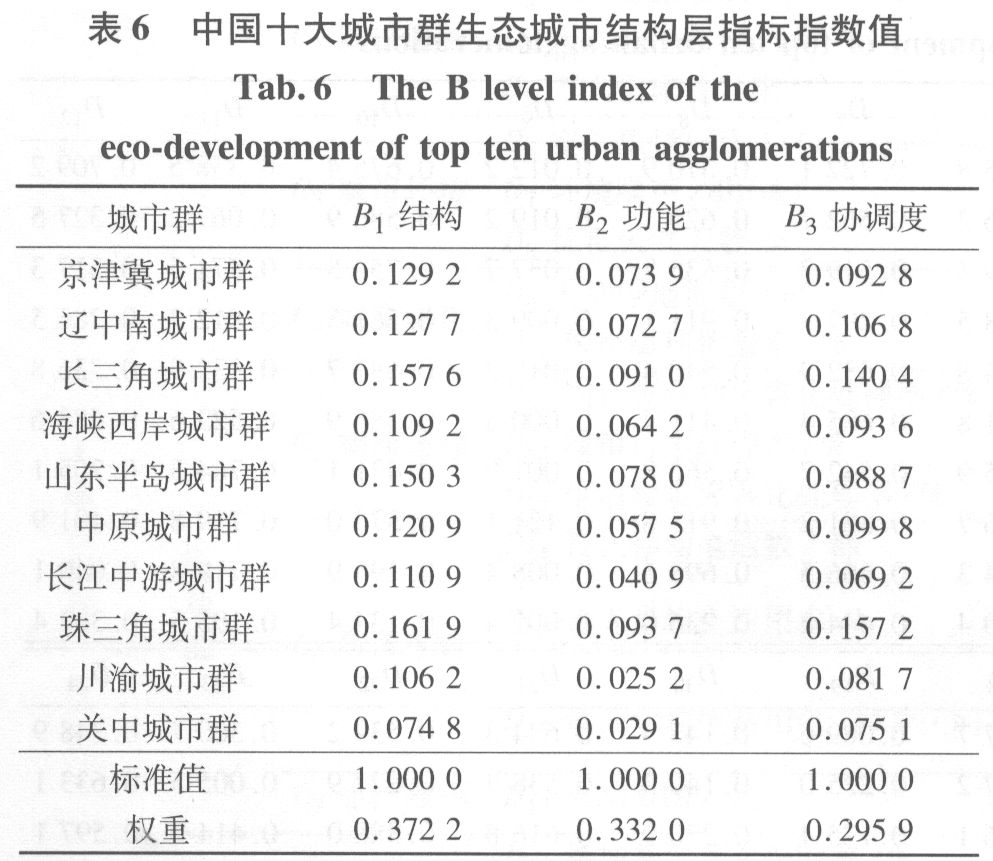 表6 中国十大城市群生态城市结构层指标指数值
Tab. 6 The B level index of the
eco-development of top ten urban agglomerations
城市群 B1 结构 B2 功能 B3 协调度
京津冀城市群 0.129 2 0.073 9 0.092 8
辽中南城市群 0.127 7 0.072 7 0.106 8
长三角城市群 0.157 6 0.091 0 0.140 4
海峡西岸城市群 0.109 2 0.064 2 0.093 6
山东半岛城市群 0.150 3 0.078 0 0.088 7
中原城市群 0.120 9 0.057 5 0.099 8
长江中游城市群 0.110 9 0.040 9 0.069 2
珠三角城市群 0.161 9 0.093 7 0.157 2
川渝城市群 0.106 2 0.025 2 0.081 7
关中城市群 0.074 8 0.029 1 0.075 1
标准值 1.000 0 1.000 0 1.000 0
权重 0.372 2 0.332 0 0.295 9